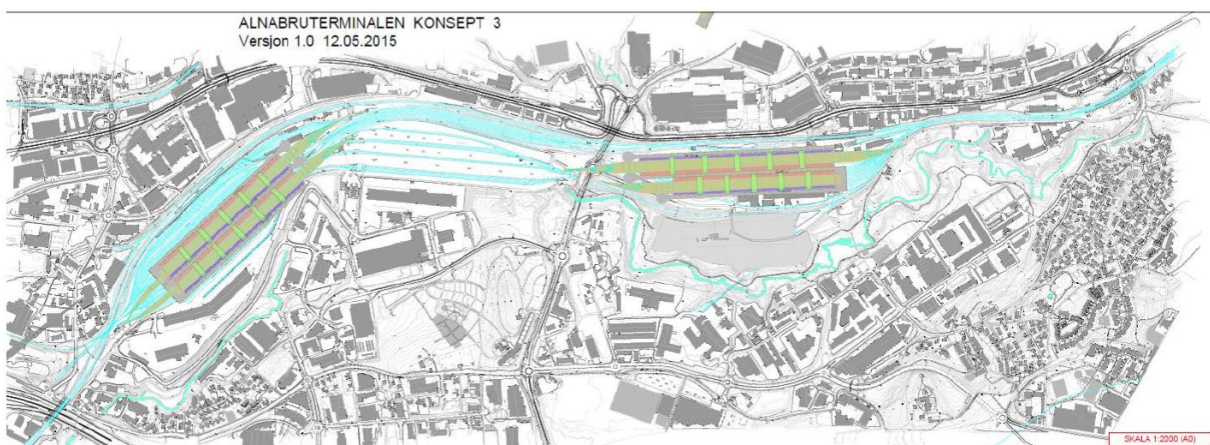 ALNABRUTERMINALEN KONSEPT 3
Versjon 1.0 12.05.2015
SKALA 1:2000 (A0)